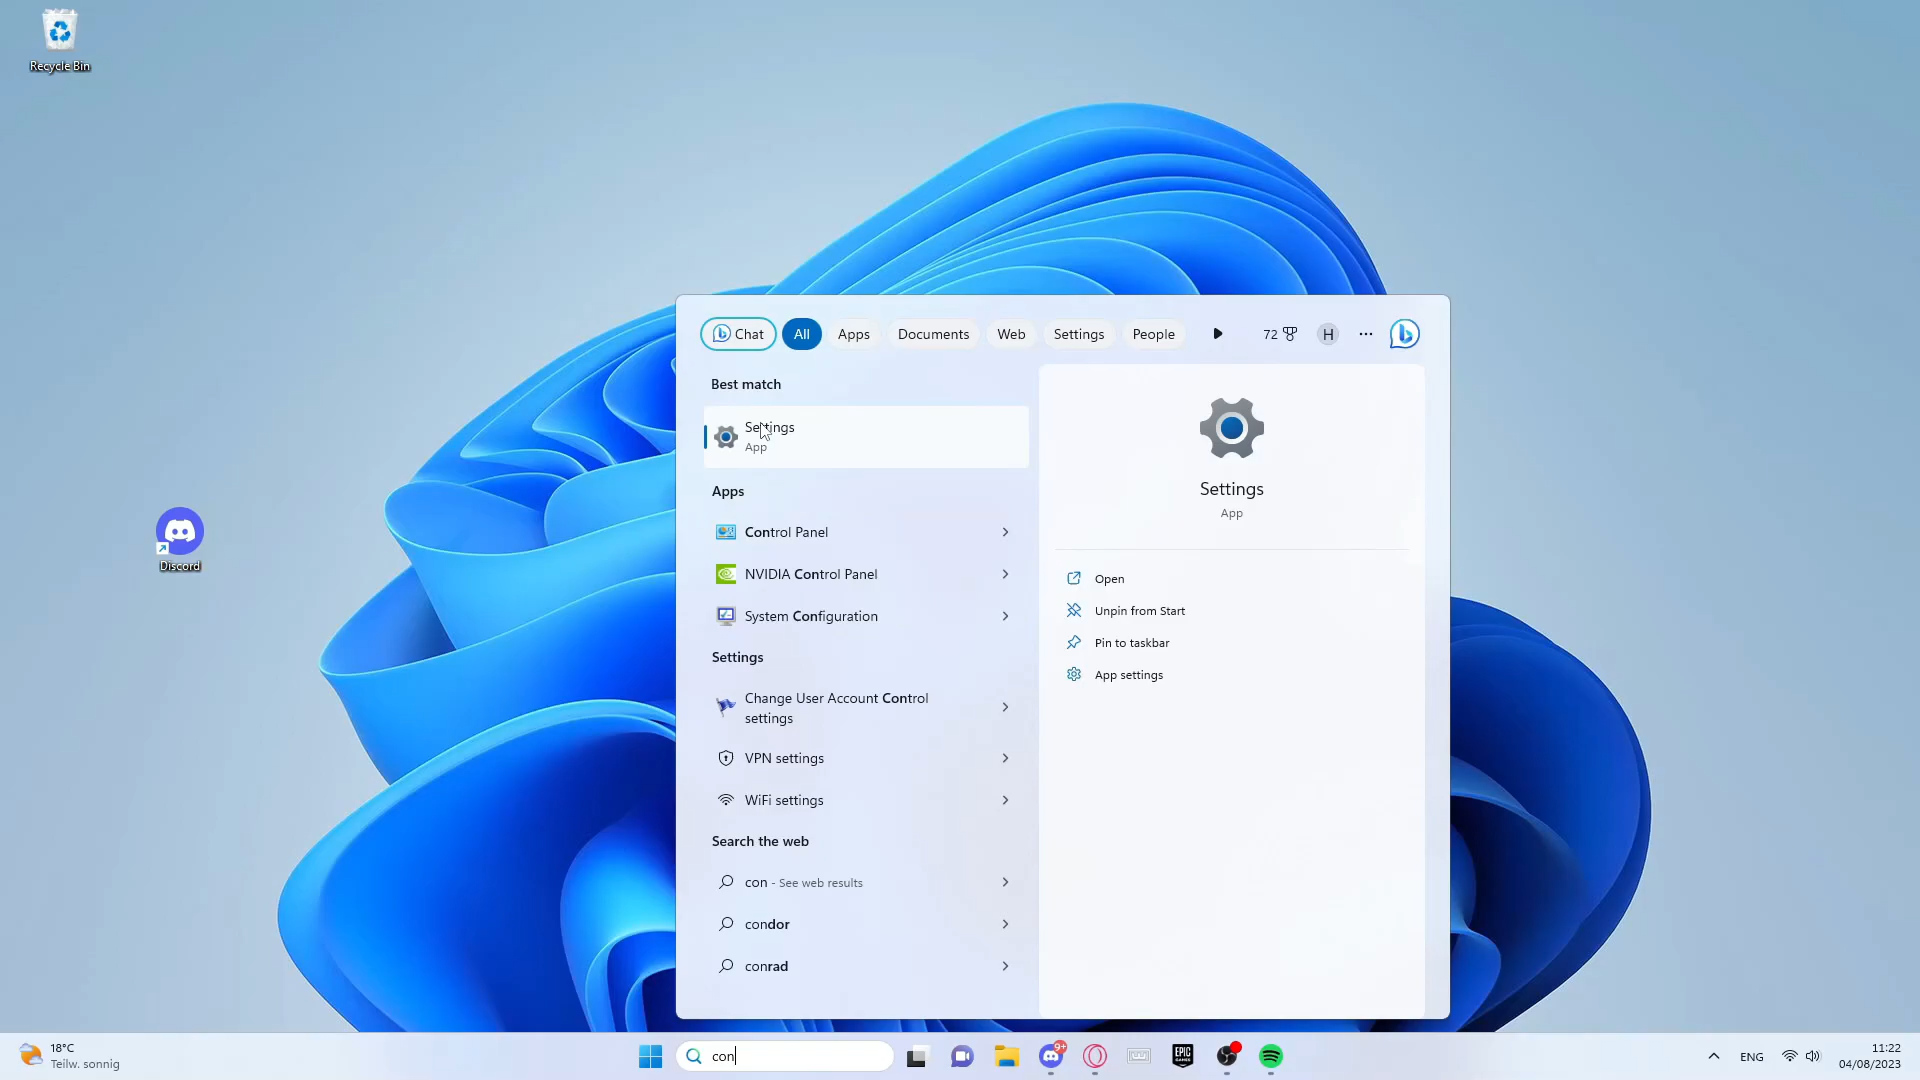 Recycle Bin
Discord
Chat
All
Apps
Documents
Web
Settings
People
72
H
Best match
Settings
App
Apps
Control Panel
NVIDIA Control Panel
System Configuration
Settings
Change User Account Control
settings
VPN settings
WiFi settings
Search the web
con - See web results
condor
conrad
Settings
App
Open
Unpin from Start
Pin to taskbar
App settings
18°C
Teilw. sonnig
con
9+
EPIC
GAMES
ENG
11:22
04/08/2023